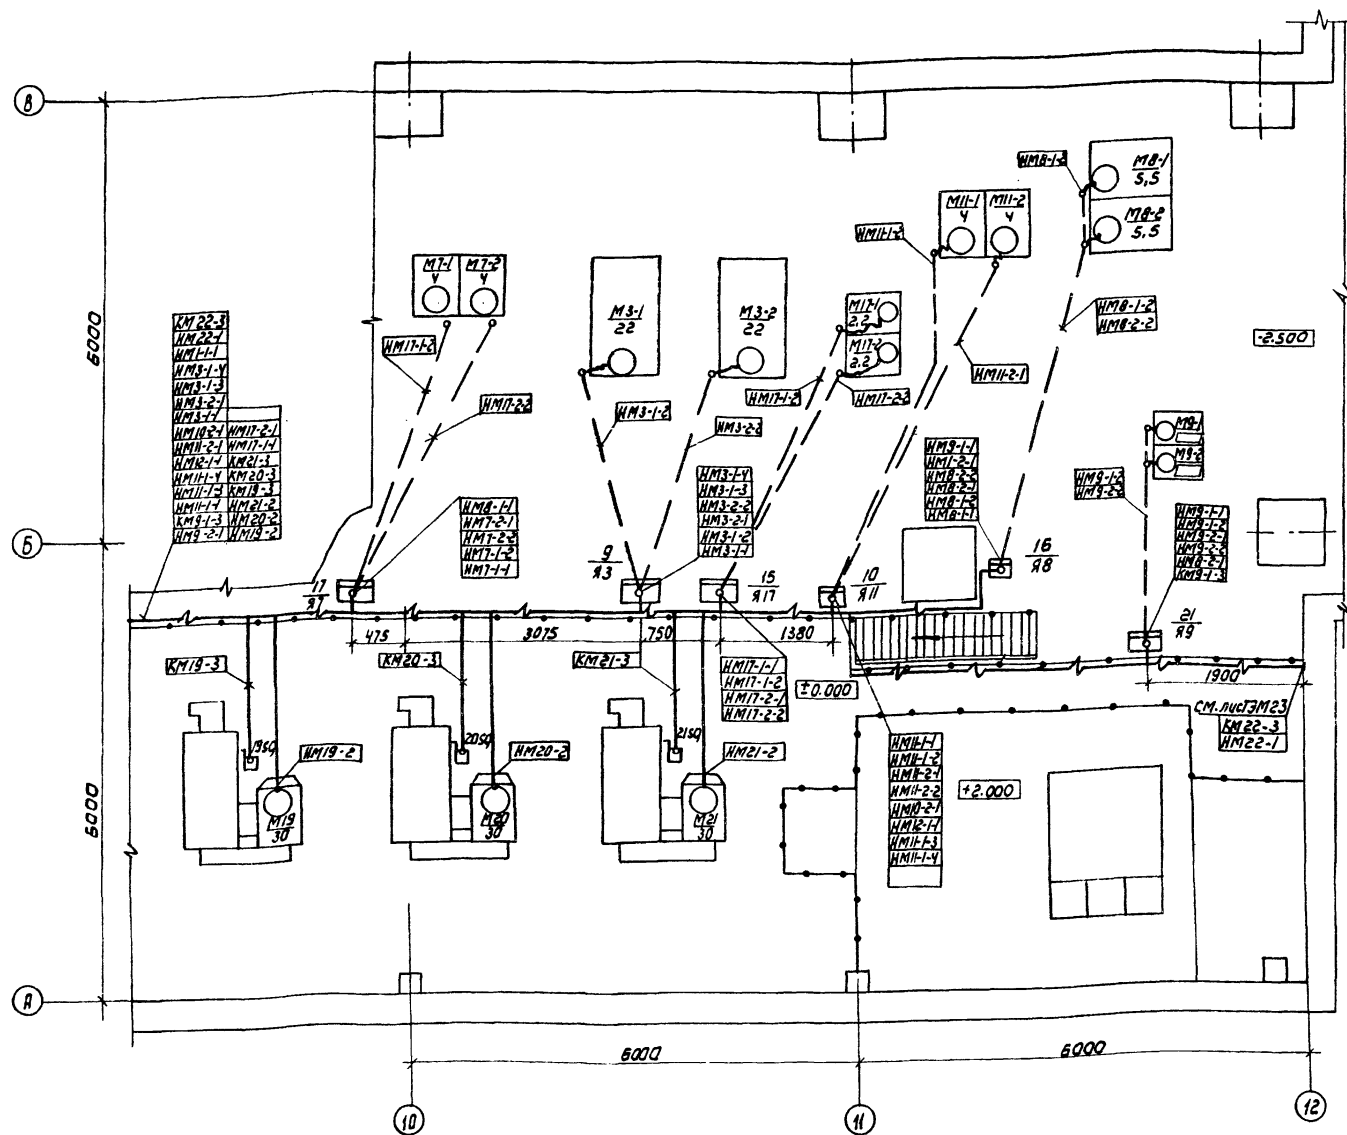 В
НМ8-1-2
М8-1
5,5
М8-2
5.5
М11-1
4
М11-2
4
НМ11-1-2
М7-1
4
М7-2
4
М3-1
22
М3-2
22
М17-1
2.2
М17-2
2.2
НМ8-1-2
НМ8-2-2
-2.500
6000
КМ22-3
НМ22-1
НМ1-1-1
НМ3-1-4
НМ3-1-3
НМ3-2-1
НМ3-1-1
НМ10-2-1 НМ17-2-1
НМ11-2-1 НМ17-1-1
НМ12-1-1 КМ21-3
НМ11-1-4 КМ20-3
НМ11-1-3 КМ19-3
НМ11-1-1 НМ21-2
КМ9-1-3 НМ20-2
НМ9-2-1 НМ19-2
НМ17-1-2
НМ17-2-2
НМ3-1-2
НМ3-2-2
НМ17-1-2
НМ17-2-2
НМ11-2-1
М9-1
М9-2
НМ9-1-2
НМ9-2-2
НМ9-1-1
НМ1-2-1
НМ8-2-2
НМ8-2-1
НМ8-1-2
НМ8-1-1
НМ3-1-4
НМ3-1-3
НМ3-2-2
НМ3-2-1
НМ3-1-2
НМ3-1-1
НМ8-1-1
НМ7-2-1
НМ7-2-2
НМ7-1-2
НМ7-1-1
НМ9-1-1
НМ9-1-2
НМ9-2-1
НМ9-2-2
НМ8-2-1
КМ9-1-3
Б
17
Я7
9
Я3
15
Я17
10
Я11
16
Я8
21
Я9
475
3075
750
1380
1900
КМ19-3
КМ20-3
КМ21-3
НМ17-1-1
НМ17-1-2
НМ17-2-1
НМ17-2-2
±0.000
см. лист ЭМ23
КМ22-3
НМ22-1
19SQ
20SQ
21SQ
НМ19-2
НМ20-2
НМ21-2
НМ11-1-1
НМ11-1-2
НМ11-2-1
НМ11-2-2
НМ10-2-1
НМ12-1-1
НМ11-1-3
НМ11-1-4
+2.000
6000
М19
30
М20
30
М21
30
А
6000
6000
10
11
12